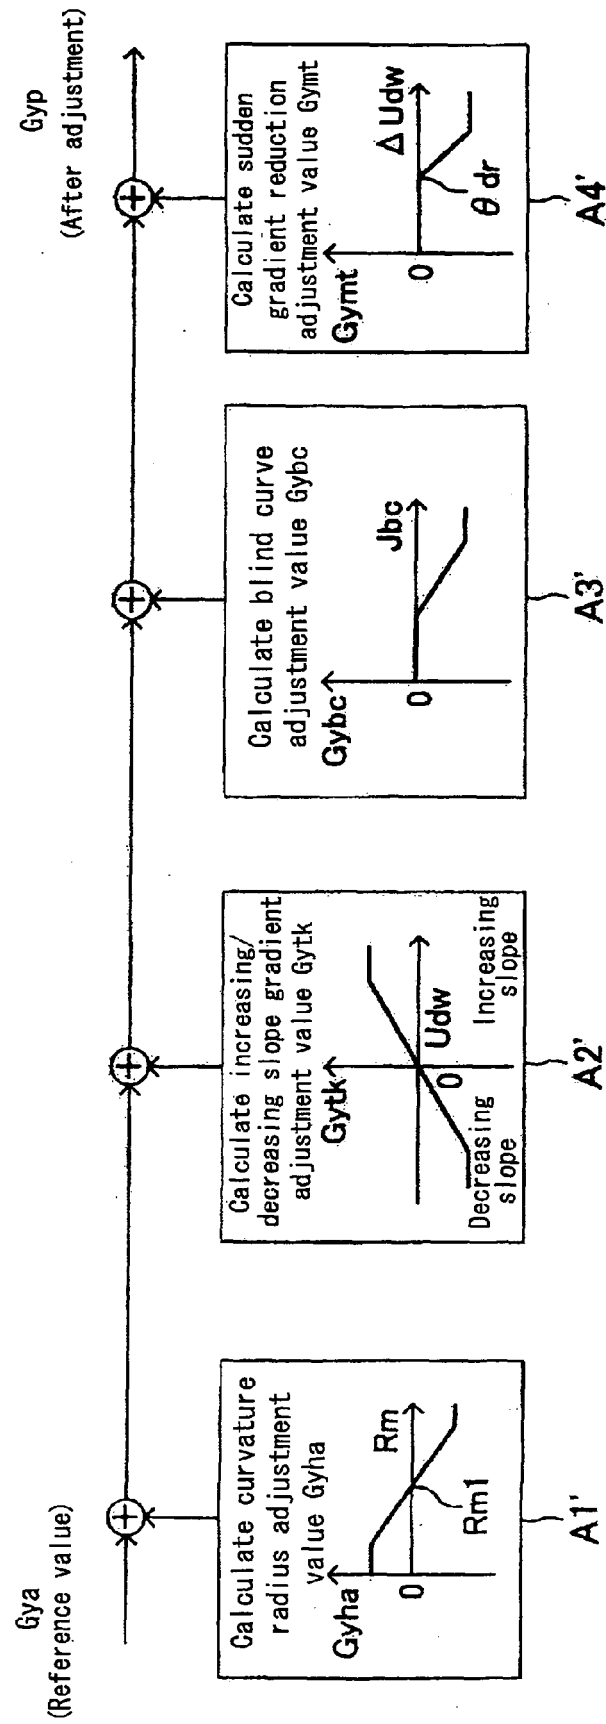 Gya
(Reference value)
Gyp
(After adjustment)
Calculate curvature
radius adjustment
value Gyha
Gyha
0
Rm
Rm1
A1'
Calculate increasing/
decreasing slope gradient
adjustment value Gytk
Gytk
Udw
0
Decreasing
slope
Increasing
slope
A2'
Calculate blind curve
adjustment value Gybc
Gybc
0
Jbc
A3'
Calculate sudden
gradient reduction
adjustment value Gymt
Gymt
0
Δ Udw
θ dr
A4'